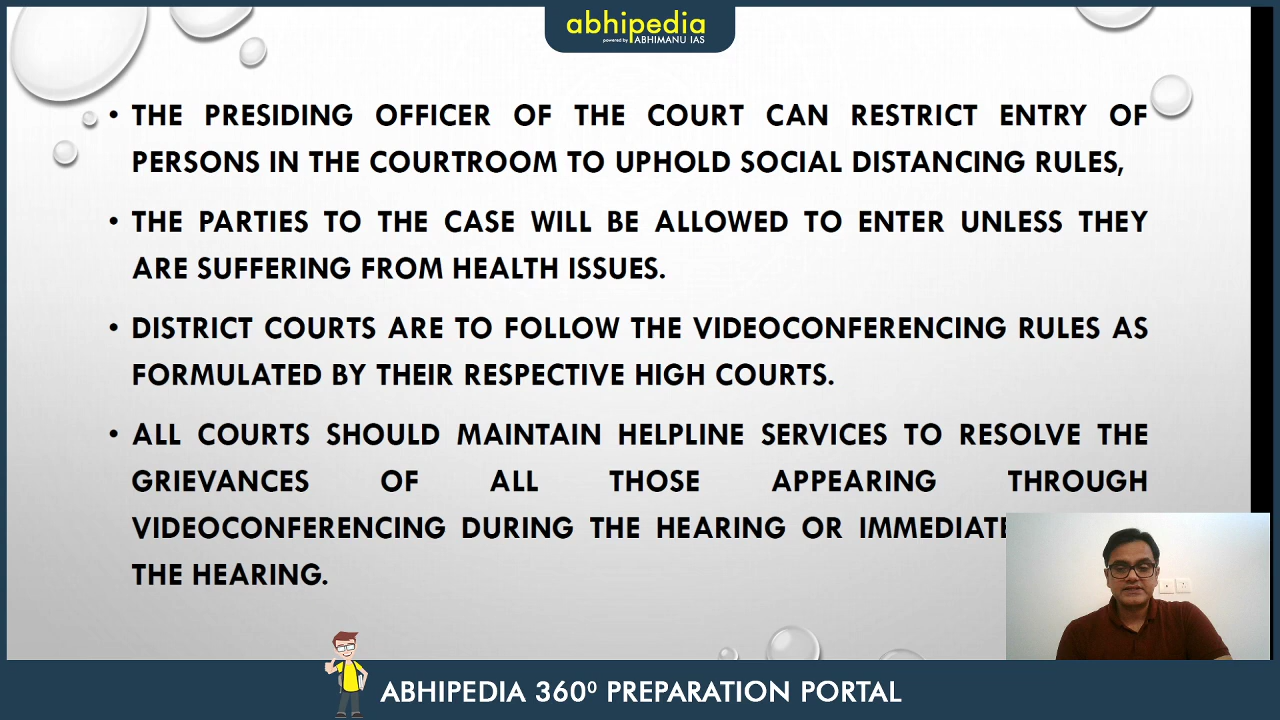 abhipedia
powered by ABHIMANU IAS
• THE PRESIDING OFFICER OF THE COURT CAN RESTRICT ENTRY OF
PERSONS IN THE COURTROOM TO UPHOLD SOCIAL DISTANCING RULES,
• THE PARTIES TO THE CASE WILL BE ALLOWED TO ENTER UNLESS THEY
ARE SUFFERING FROM HEALTH ISSUES.
• DISTRICT COURTS ARE TO FOLLOW THE VIDEOCONFERENCING RULES AS
FORMULATED BY THEIR RESPECTIVE HIGH COURTS.
• ALL COURTS SHOULD MAINTAIN HELPLINE SERVICES TO RESOLVE THE
GRIEVANCES OF ALL THOSE APPEARING THROUGH
VIDEOCONFERENCING DURING THE HEARING OR
THE HEARING.
ABHIPEDIA 360⁰ PREPARATION PORTAL